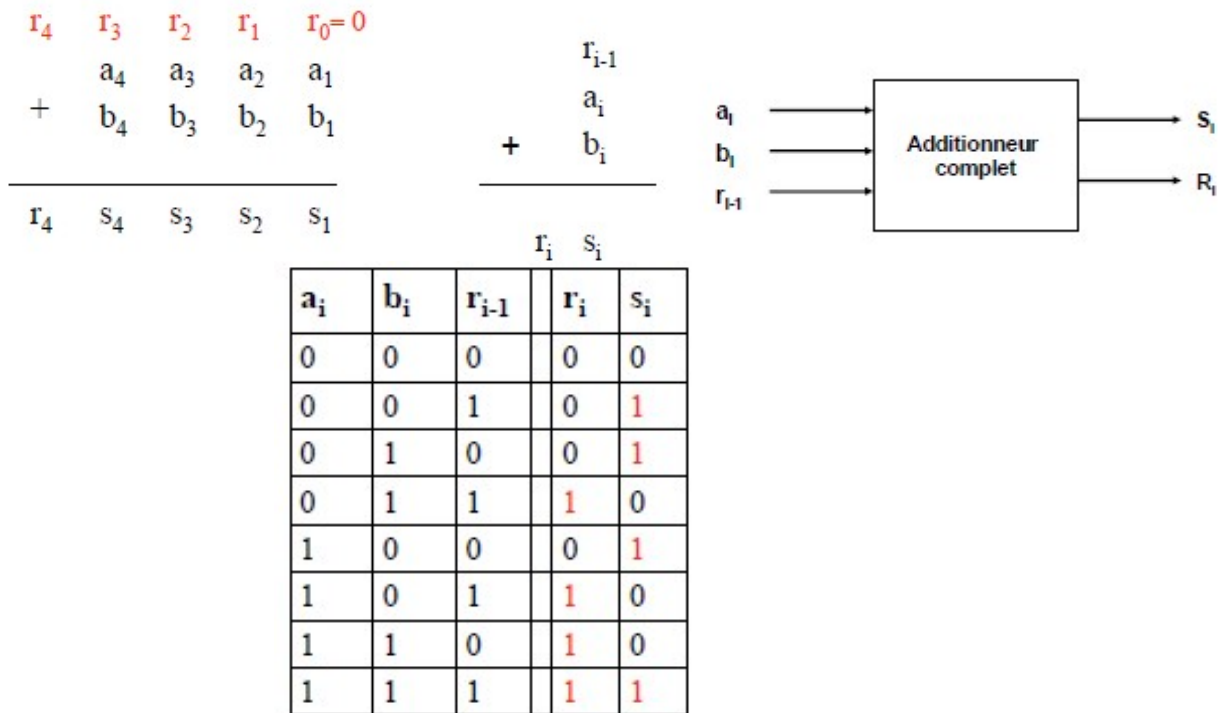 r4 r3 r2 r1 r0= 0
a4 a3 a2 a1
+ b4 b3 b2 b1
r4 s4 s3 s2 s1
ri-1
ai
+ bi
ri si
ai
bi
ri-1
Additionneur
complet
Si
Ri
ai bi ri-1 ri si
0 0 0 0 0
0 0 1 0 1
0 1 0 0 1
0 1 1 1 0
1 0 0 0 1
1 0 1 1 0
1 1 0 1 0
1 1 1 1 1